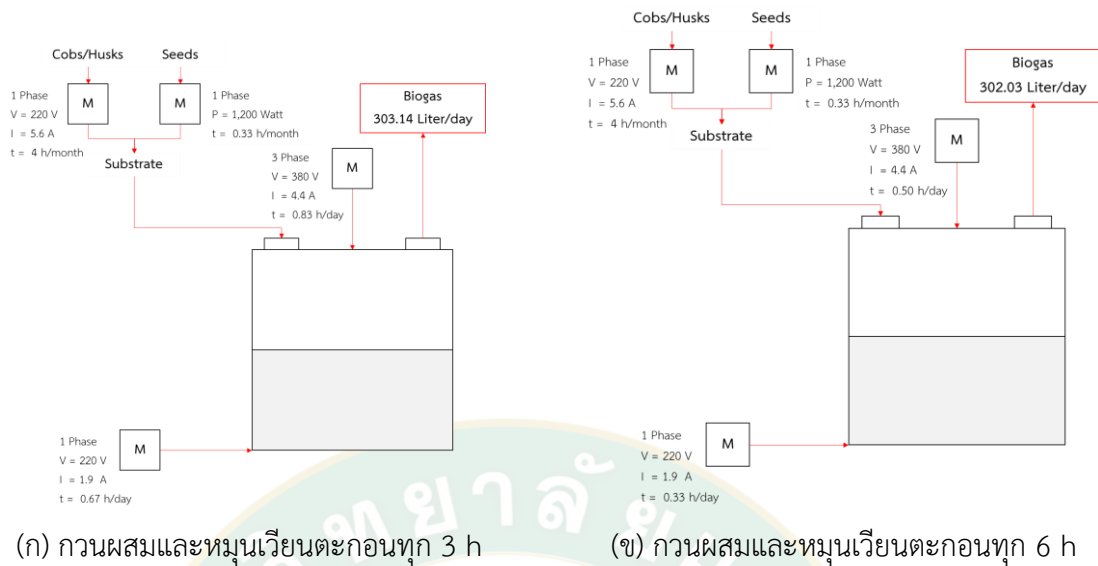 Cobs/Husks
Seeds
1 Phase
V = 220 V
I = 5.6 A
t = 4 h/month
M
M
1 Phase
P = 1,200 Watt
t = 0.33 h/month
Substrate
Biogas
303.14 Liter/day
3 Phase
V = 380 V
I = 4.4 A
t = 0.83 h/day
M
1 Phase
V = 220 V
I = 1.9 A
t = 0.67 h/day
M
(ก) กวนผสมและหมุนเวียนตะกอนทุก 3 h
Cobs/Husks
Seeds
1 Phase
V = 220 V
I = 5.6 A
t = 4 h/month
M
M
1 Phase
P = 1,200 Watt
t = 0.33 h/month
Substrate
Biogas
302.03 Liter/day
3 Phase
V = 380 V
I = 4.4 A
t = 0.50 h/day
M
1 Phase
V = 220 V
I = 1.9 A
t = 0.33 h/day
M
(ข) กวนผสมและหมุนเวียนตะกอนทุก 6 h